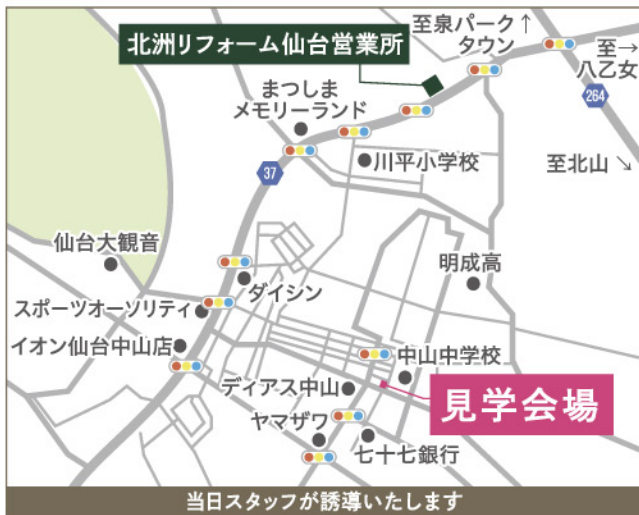 至泉パーク↑
タウン
北洲リフォーム仙台営業所
至→
八乙女
264
まつしま
メモリーランド
川平小学校
至北山↘
37
仙台大観音
明成高
ダイシン
スポーツオーソリティ
イオン仙台中山店
中山中学校
ディアス中山
見学会場
ヤマザワ
七十七銀行
当日スタッフが誘導いたします